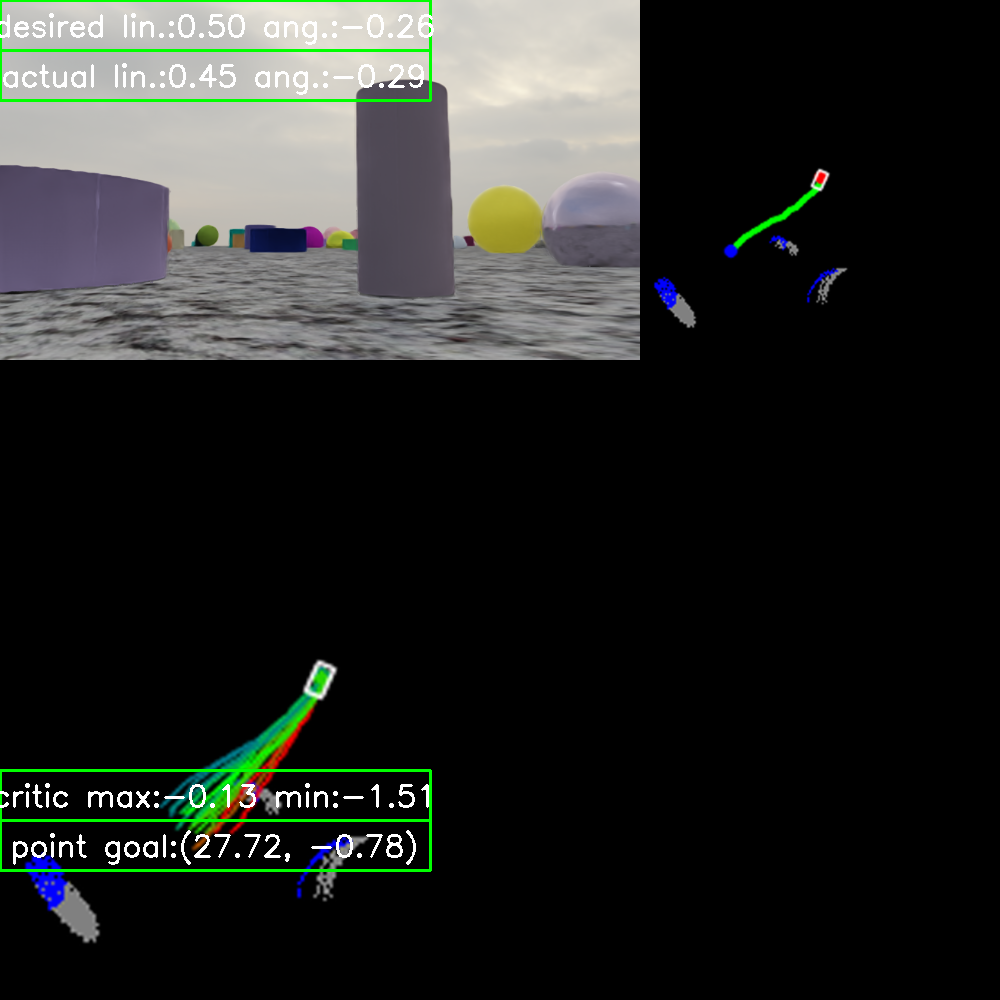 desired lin.:0.50 ang.:−0.26
actual lin.:0.45 ang.:−0.29
critic max:−0.13 min:−1.51
point goal:(27.72, −0.78)